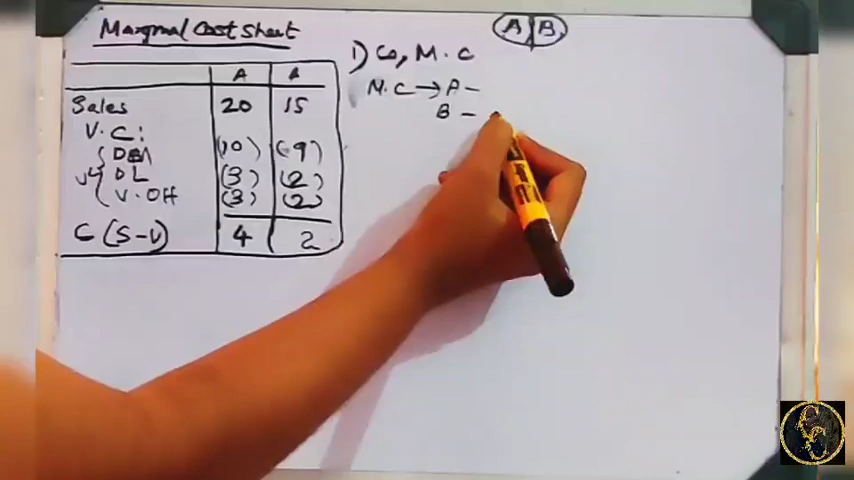 Marginal Cost Sheet
A A
Sales 20 15
V.C:
DM (10) (9)
DL (3) (2)
V.OH (3) (2)
C (S-V) 4 2
A B
1) Co, M.C
M.C → A -
B -